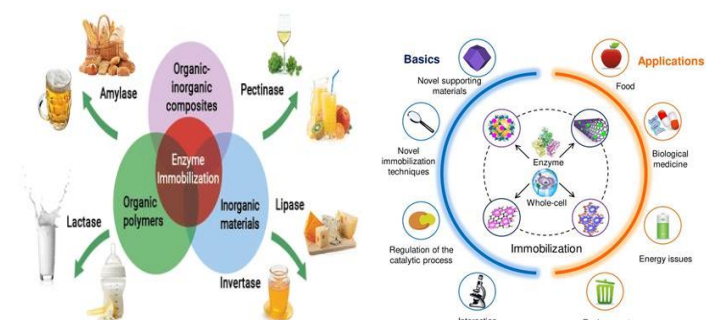 Organic-
inorganic
composites
Amylase
Pectinase
Enzyme
Immobilization
Organic
polymers
Inorganic
materials
Lactase
Lipase
Invertase
Basics
Applications
Novel supporting
materials
Food
Novel
immobilization
techniques
Enzyme
Whole-cell
Biological
medicine
Regulation of the
catalytic process
Immobilization
Energy issues